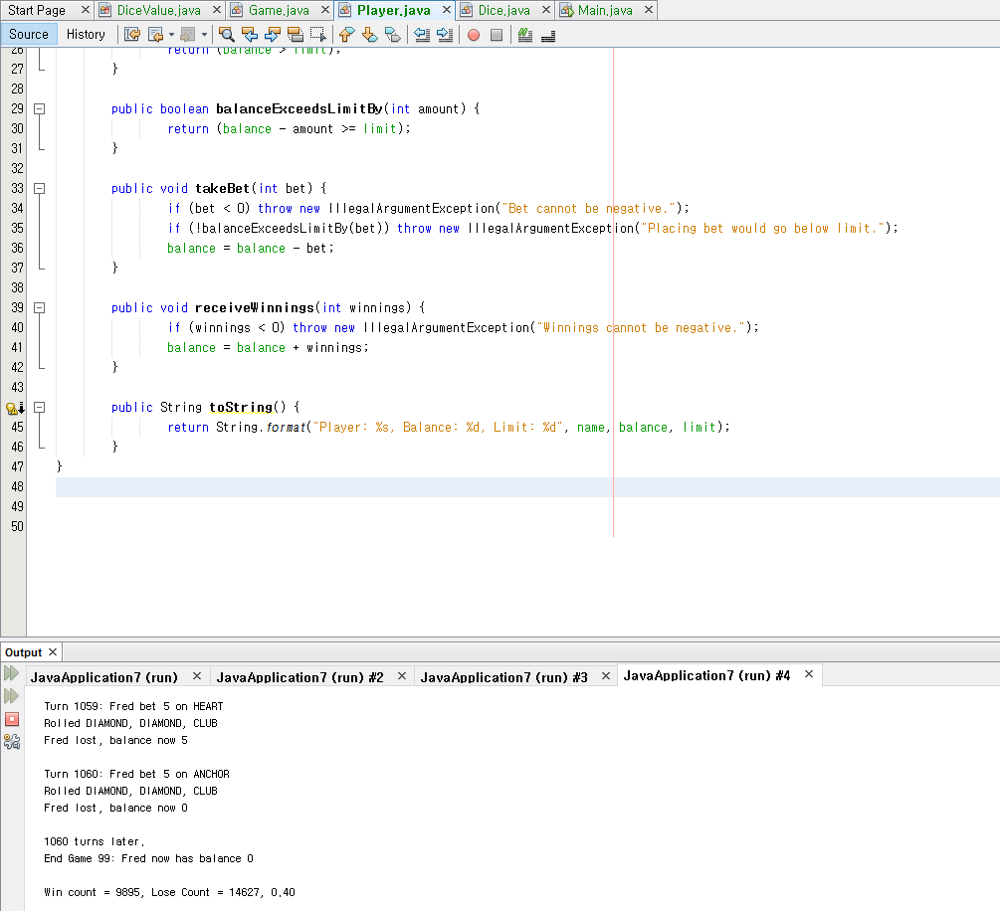 Start Page
DiceValue.java
Game.java
Player.java
Dice.java
Main.java
Source History
26 return (balance > limit);
27 }
28
29 public boolean balanceExceedsLimitBy(int amount) {
30 return (balance - amount >= limit);
31 }
32
33 public void takeBet(int bet) {
34 if (bet < 0) throw new IllegalArgumentException("Bet cannot be negative.");
35 if (!balanceExceedsLimitBy(bet)) throw new IllegalArgumentException("Placing bet would go below limit.");
36 balance = balance - bet;
37 }
38
39 public void receiveWinnings(int winnings) {
40 if (winnings < 0) throw new IllegalArgumentException("Winnings cannot be negative.");
41 balance = balance + winnings;
42 }
43
public String toString() {
45 return String.format("Player: %s, Balance: %d, Limit: %d", name, balance, limit);
46 }
47 }
48
49
50
Output
JavaApplication7 (run)
JavaApplication7 (run) #2
JavaApplication7 (run) #3
JavaApplication7 (run) #4
Turn 1059: Fred bet 5 on HEART
Rolled DIAMOND, DIAMOND, CLUB
Fred lost, balance now 5
Turn 1060: Fred bet 5 on ANCHOR
Rolled DIAMOND, DIAMOND, CLUB
Fred lost, balance now 0
1060 turns later.
End Game 99: Fred now has balance 0
Win count = 9895, Lose Count = 14627, 0.40